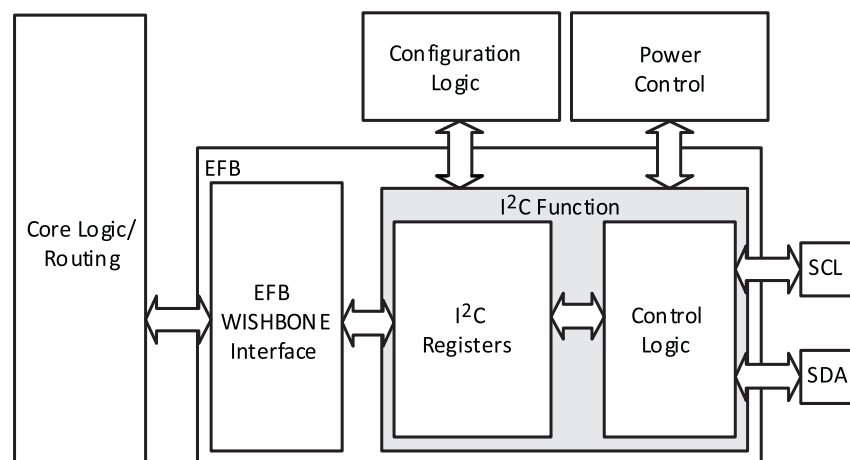 Configuration
Logic
Power
Control
EFB
I²C Function
Core Logic/
Routing
EFB
WISHBONE
Interface
I²C
Registers
Control
Logic
SCL
SDA